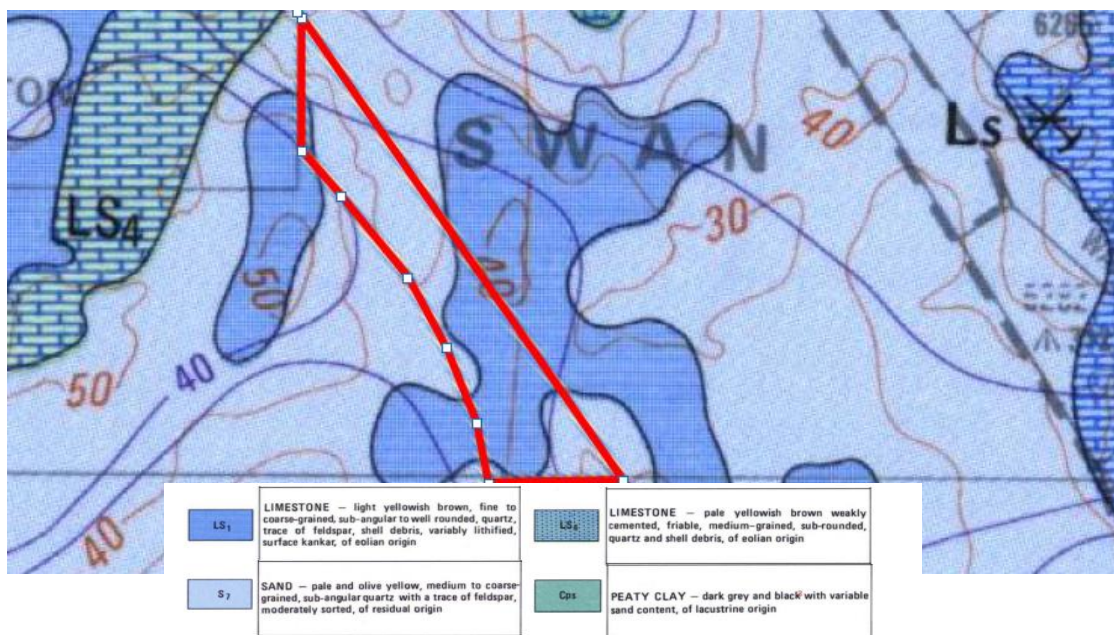 40
LS
SWAN
LS4
30
50
40
40
50
40
LS1
LIMESTONE — light yellowish brown, fine to
coarse-grained, sub-angular to well rounded, quartz,
trace of feldspar, shell debris, variably lithified,
surface kankar, of eolian origin
LS4
LIMESTONE — pale yellowish brown weakly
cemented, friable, medium-grained, sub-rounded,
quartz and shell debris, of eolian origin
S7
SAND — pale and olive yellow, medium to coarse-
grained, sub-angular quartz with a trace of feldspar,
moderately sorted, of residual origin
Cps
PEATY CLAY — dark grey and black with variable
sand content, of lacustrine origin